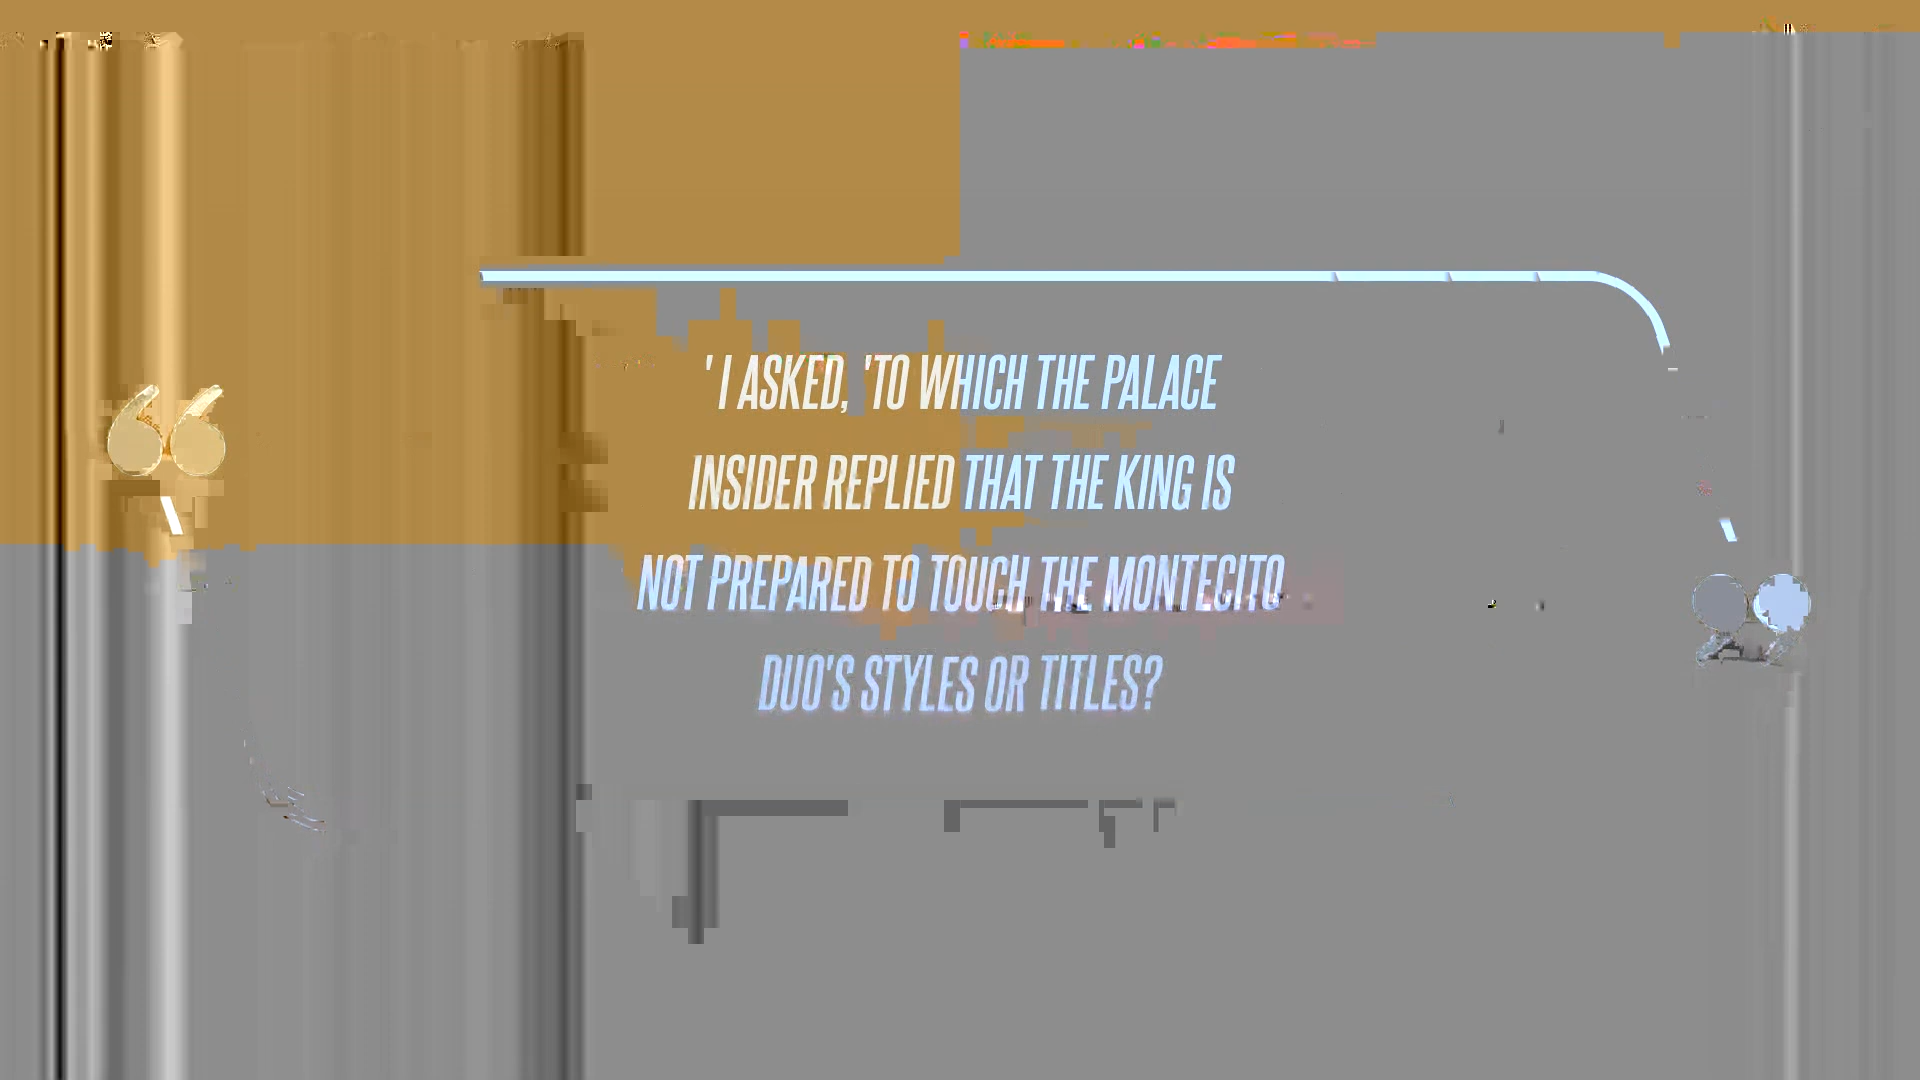 ' I ASKED, 'TO WHICH THE PALACE
INSIDER REPLIED THAT THE KING IS
NOT PREPARED TO TOUCH THE MONTECITO
DUO'S STYLES OR TITLES?